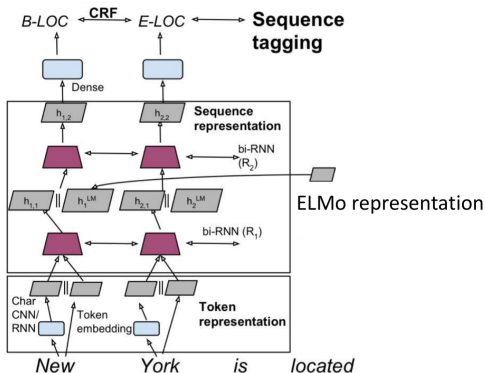 B-LOC CRF E-LOC Sequence tagging
Dense
h1,2 h2,2 Sequence representation
bi-RNN (R2)
h1,1 || h1LM h2,1 || h2LM ELMo representation
bi-RNN (R1)
|| ||
Char CNN/RNN Token embedding Token representation
New York is located